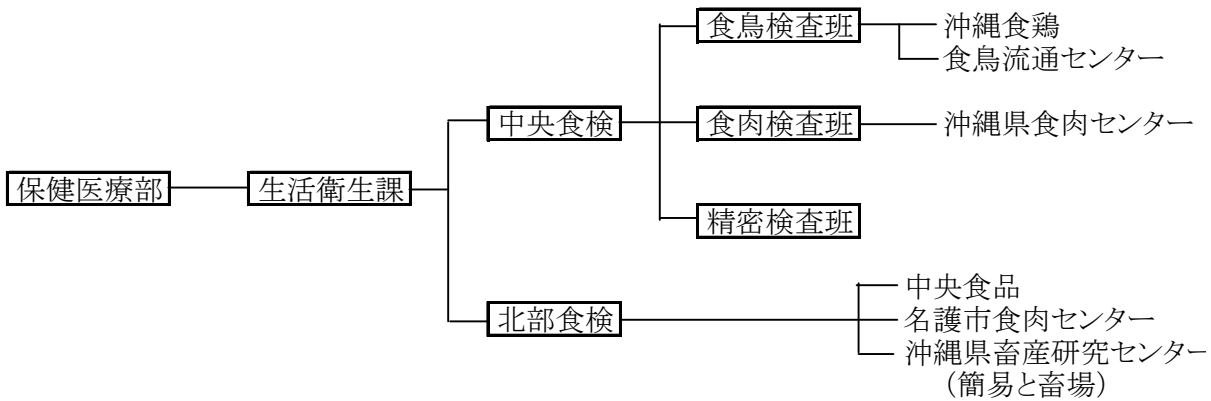 食鳥検査班
沖縄食鶏
食鳥流通センター
中央食検
食肉検査班
沖縄県食肉センター
保健医療部
生活衛生課
精密検査班
北部食検
中央食品
名護市食肉センター
沖縄県畜産研究センター
（簡易と畜場）